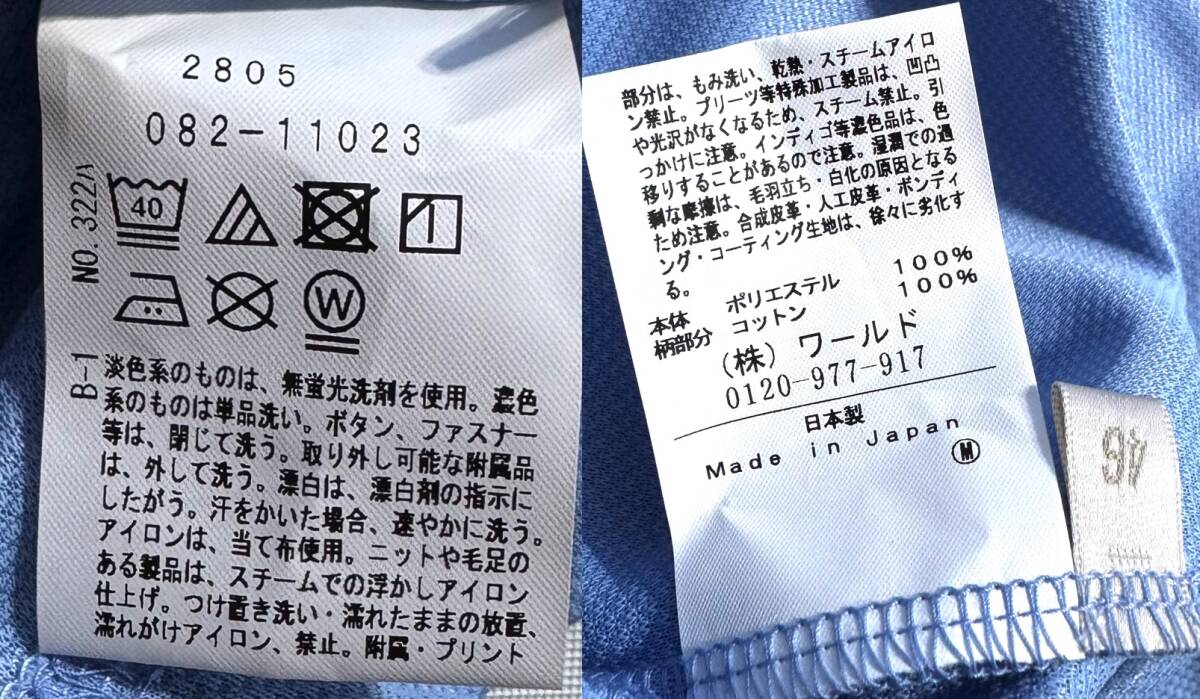 2805
082-11023
NO. 322A
40
W
B-1
淡色系のものは、無蛍光洗剤を使用。濃色
系のものは単品洗い。ボタン、ファスナー
等は、閉じて洗う。取り外し可能な附属品
は、外して洗う。漂白は、漂白剤の指示に
したがう。汗をかいた場合、速やかに洗う。
アイロンは、当て布使用。ニットや毛足の
ある製品は、スチームでの浮かしアイロン
仕上げ。つけ置き洗い・濡れたままの放置、
濡れがけアイロン、禁止。附属・プリント
部分は、もみ洗い、乾熱・スチームアイロ
ン禁止。プリーツ等特殊加工製品は、凹凸
や光沢がなくなるため、スチーム禁止。引
っかけに注意。インディゴ等濃色品は、色
移りすることがあるので注意。湿潤での過
剰な摩擦は、毛羽立ち・白化の原因となる
ため注意。合成皮革・人工皮革・ボンディ
ング・コーティング生地は、徐々に劣化す
る。
本体 ポリエステル 100%
柄部分 コットン 100%
(株) ワールド
0120-977-917
日本製
Made in Japan
M
46